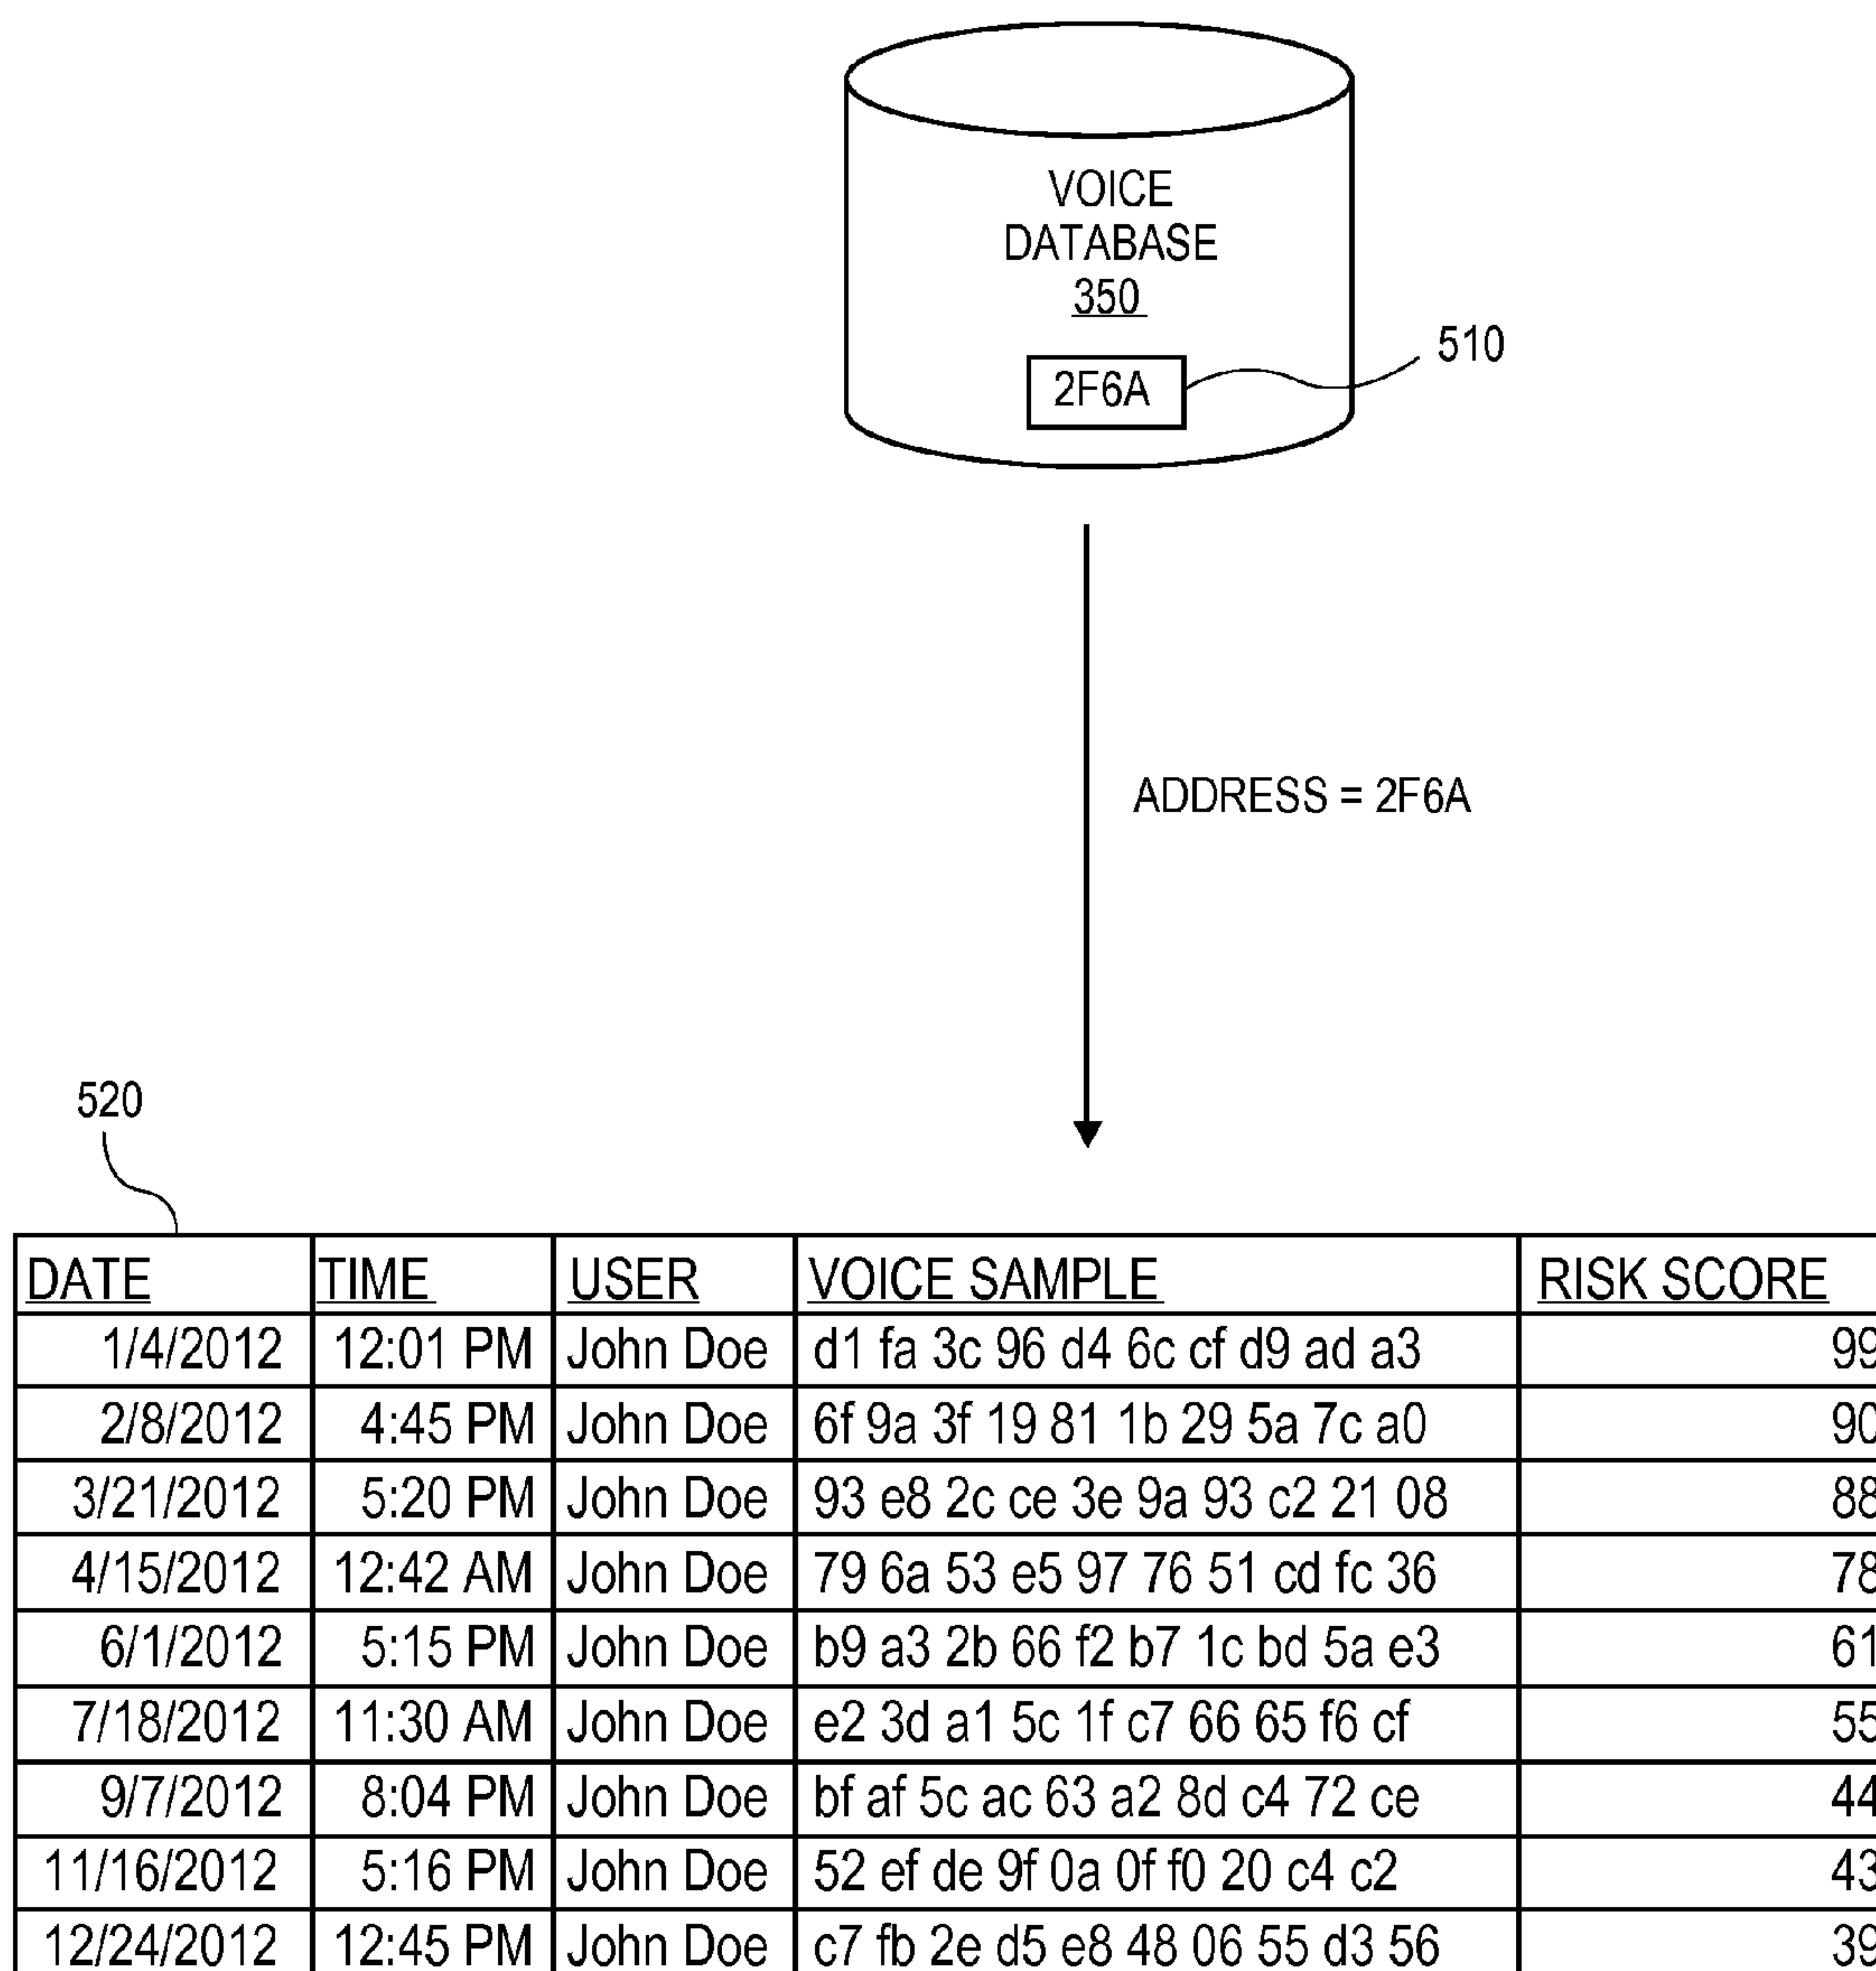 VOICE
DATABASE
350
2F6A
510
ADDRESS = 2F6A
520
DATE TIME USER VOICE SAMPLE RISK SCORE
1/4/2012 12:01 PM John Doe d1 fa 3c 96 d4 6c cf d9 ad a3 99
2/8/2012 4:45 PM John Doe 6f 9a 3f 19 81 1b 29 5a 7c a0 90
3/21/2012 5:20 PM John Doe 93 e8 2c ce 3e 9a 93 c2 21 08 88
4/15/2012 12:42 AM John Doe 79 6a 53 e5 97 76 51 cd fc 36 78
6/1/2012 5:15 PM John Doe b9 a3 2b 66 f2 b7 1c bd 5a e3 61
7/18/2012 11:30 AM John Doe e2 3d a1 5c 1f c7 66 65 f6 cf 55
9/7/2012 8:04 PM John Doe bf af 5c ac 63 a2 8d c4 72 ce 44
11/16/2012 5:16 PM John Doe 52 ef de 9f 0a 0f f0 20 c4 c2 43
12/24/2012 12:45 PM John Doe c7 fb 2e d5 e8 48 06 55 d3 56 39